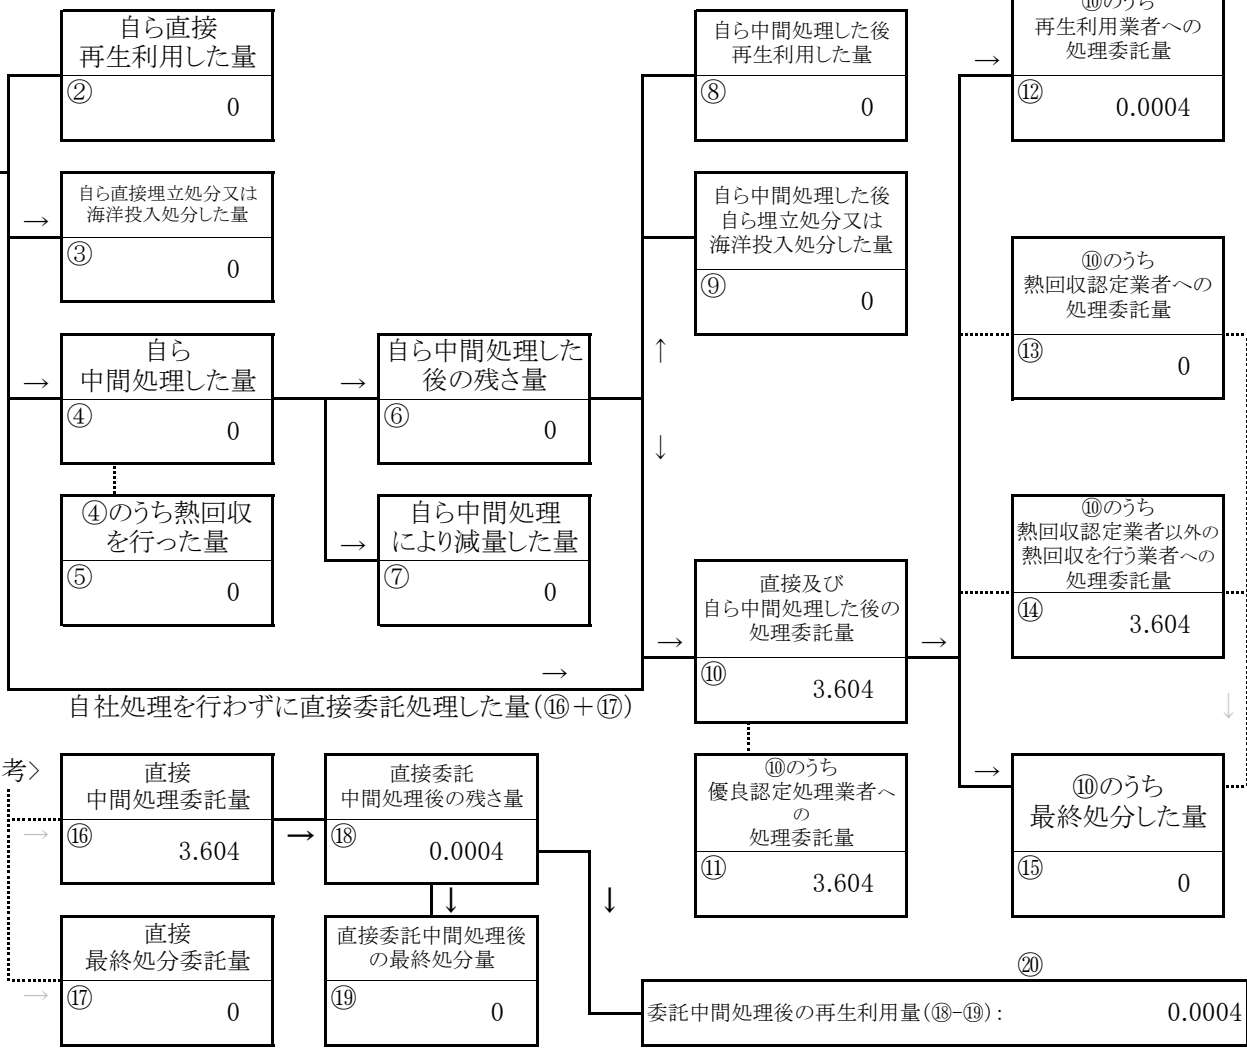 自ら直接
再生利用した量
②
0
自ら直接埋立処分又は
海洋投入処分した量
→
③
0
自ら
中間処理した量
→
④
0
④のうち熱回収
を行った量
⑤
0
→
自ら中間処理した
後の残さ量
⑥
0
→
自ら中間処理
により減量した量
⑦
0
自ら中間処理した後
再生利用した量
⑧
0
自ら中間処理した後
自ら埋立処分又は
海洋投入処分した量
⑨
0
↑
↓
→
自社処理を行わずに直接委託処理した量(⑯+⑰)
→
直接及び
自ら中間処理した後の
処理委託量
⑩
3.604
→
⑩のうち
優良認定処理業者へ
の
処理委託量
⑪
3.604
⑩のうち
再生利用業者への
処理委託量
→
⑫
0.0004
⑩のうち
熱回収認定業者への
処理委託量
⑬
0
⑩のうち
熱回収認定業者以外の
熱回収を行う業者への
処理委託量
⑭
3.604
↓
→
⑩のうち
最終処分した量
⑮
0
考>
直接
中間処理委託量
→
⑯
3.604
→
直接委託
中間処理後の残さ量
⑱
0.0004
↓
↓
直接
最終処分委託量
→
⑰
0
直接委託中間処理後
の最終処分量
⑲
0
⑳
委託中間処理後の再生利用量(⑱-⑲):
0.0004